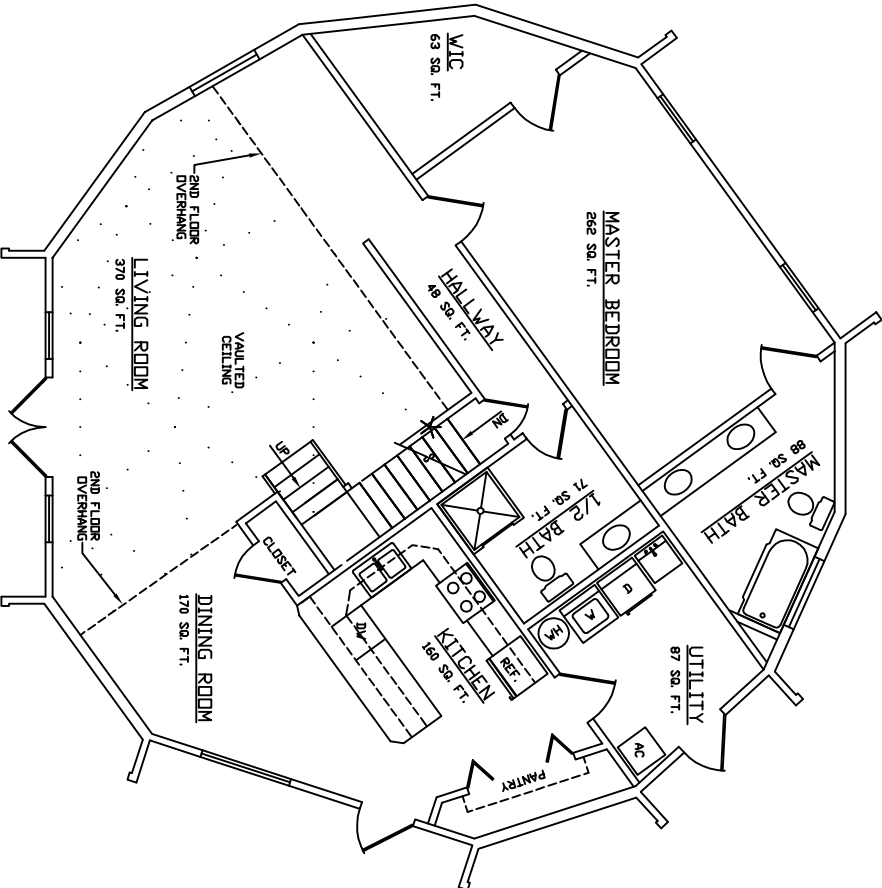 WIC
63 SQ. FT.
MASTER BEDROOM
262 SQ. FT.
2ND FLOOR
OVERHANG
LIVING ROOM
370 SQ. FT.
VAULTED
CEILING
HALLWAY
48 SQ. FT.
MASTER BATH
88 SQ. FT.
1/2 BATH
71 SQ. FT.
DN
UP
UP
2ND FLOOR
OVERHANG
CLOSET
DINING ROOM
170 SQ. FT.
KITCHEN
160 SQ. FT.
REF.
WH
W
D
UTILITY
87 SQ. FT.
AC
PANTRY